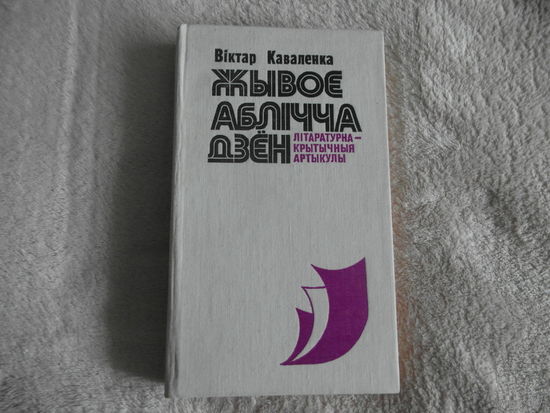 Віктар Каваленка
ЖЫВОЕ
АБЛІЧЧА
ДЗЁН
ЛІТАРАТУРНА-
КРЫТЫЧНЫЯ
АРТЫКУЛЫ